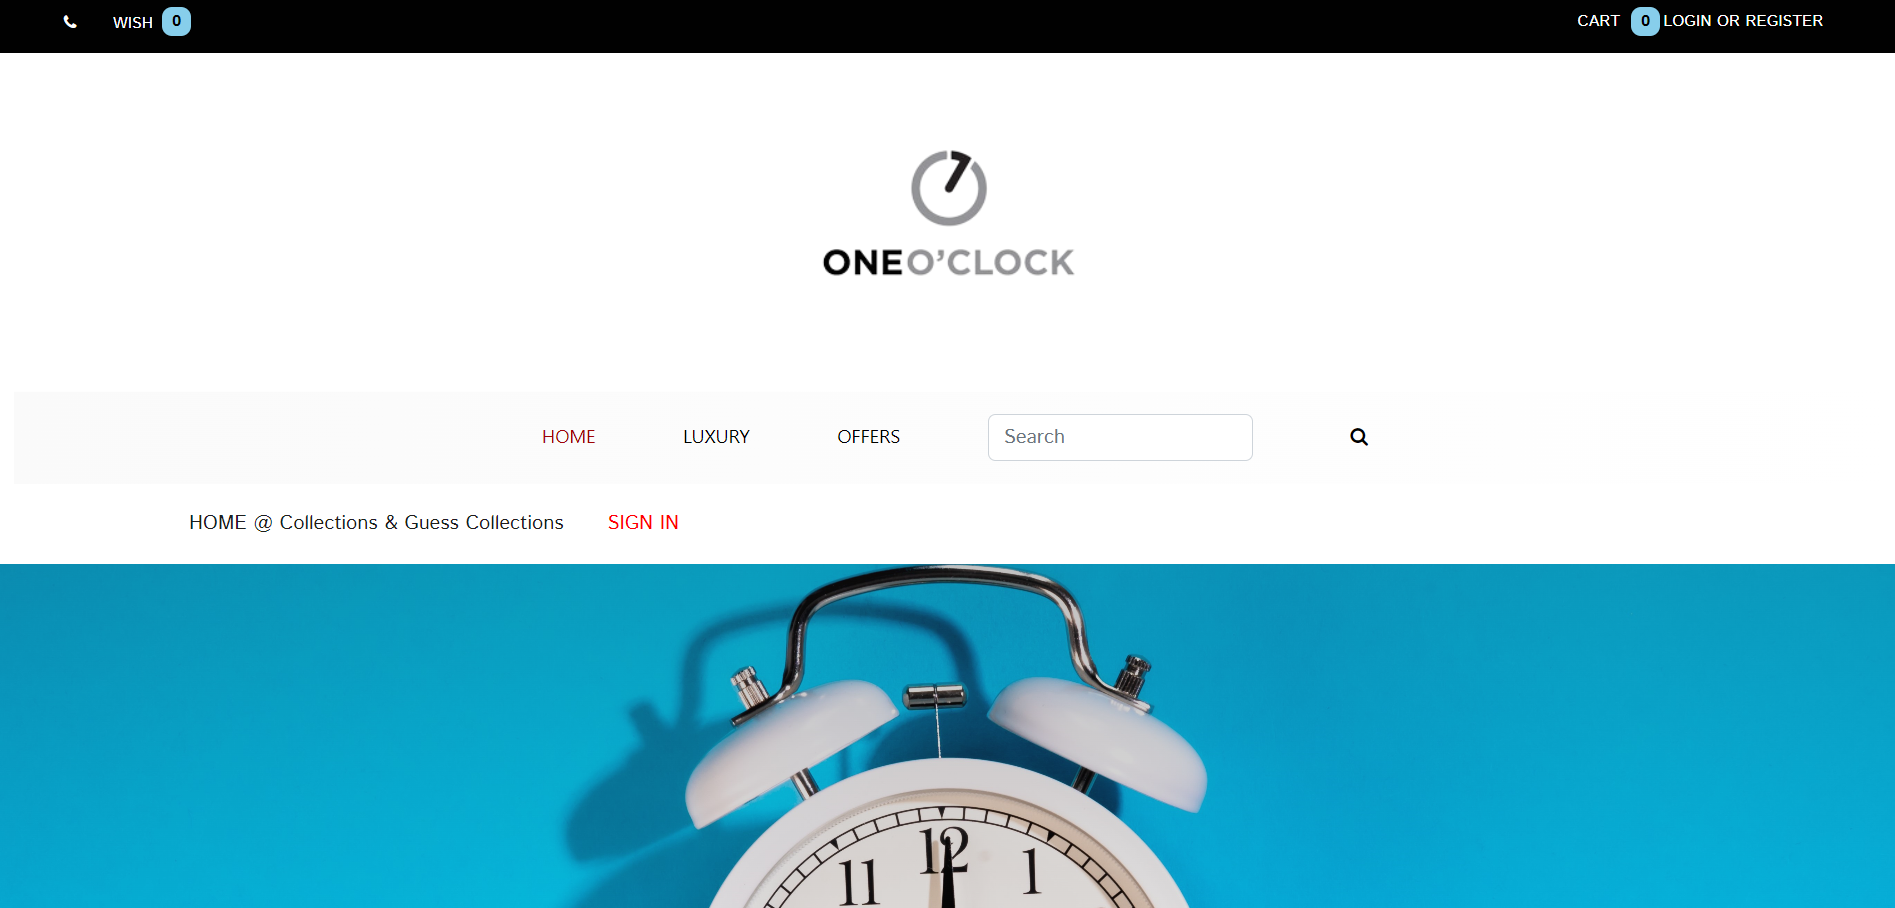 WISH 0
CART 0 LOGIN OR REGISTER
ONEO'CLOCK
HOME LUXURY OFFERS Search
HOME @ Collections & Guess Collections SIGN IN
12
11 1